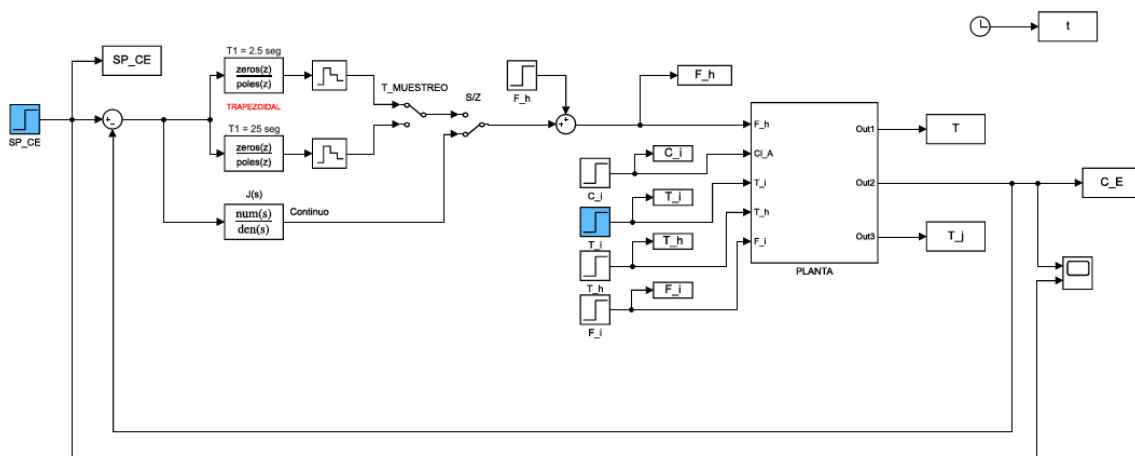 t
SP_CE
T1 = 2.5 seg
zeros(z)
poles(z)
TRAPEZOIDAL
T1 = 25 seg
zeros(z)
poles(z)
J(s)
num(s)
den(s)
Continuo
T_MUESTREO
S/Z
SP_CE
F_h
F_h
C_i
C_i
T_i
T_i
T_h
T_h
F_i
F_i
F_h
CI_A
T_i
T_h
F_i
Out1
Out2
Out3
PLANTA
T
C_E
T_j